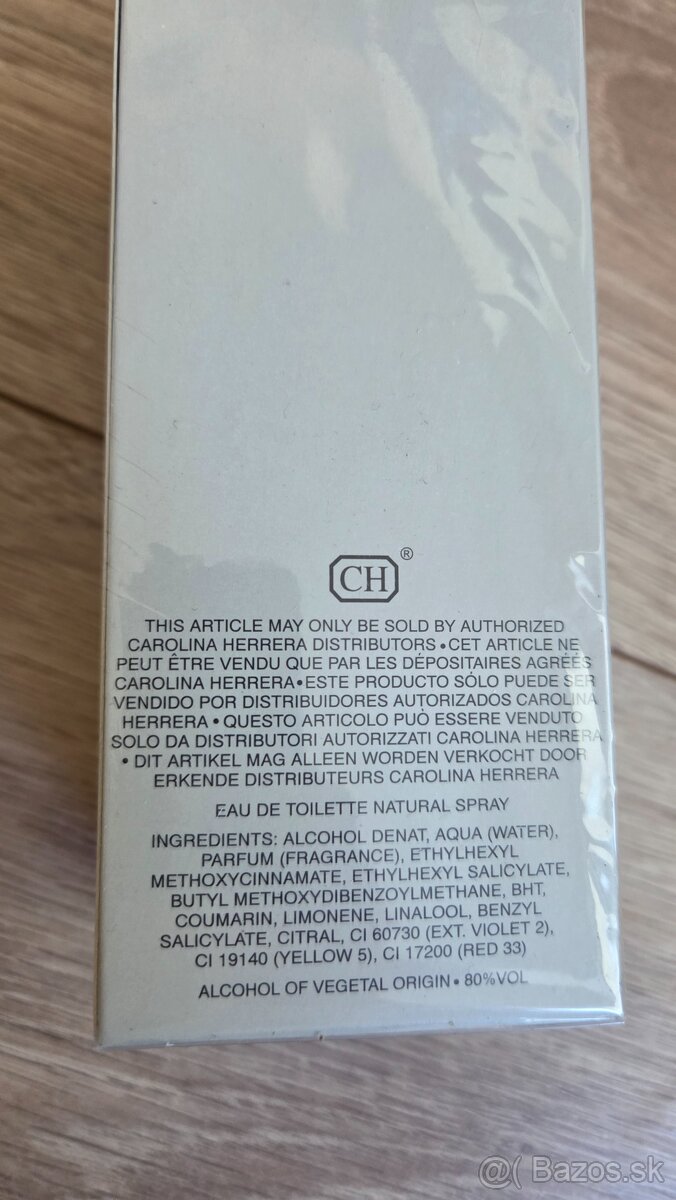 CH ®
THIS ARTICLE MAY ONLY BE SOLD BY AUTHORIZED
CAROLINA HERRERA DISTRIBUTORS • CET ARTICLE NE
PEUT ÊTRE VENDU QUE PAR LES DÉPOSITAIRES AGRÉÉS
CAROLINA HERRERA • ESTE PRODUCTO SÓLO PUEDE SER
VENDIDO POR DISTRIBUIDORES AUTORIZADOS CAROLINA
HERRERA • QUESTO ARTICOLO PUÒ ESSERE VENDUTO
SOLO DA DISTRIBUTORI AUTORIZZATI CAROLINA HERRERA
• DIT ARTIKEL MAG ALLEEN WORDEN VERKOCHT DOOR
ERKENDE DISTRIBUTEURS CAROLINA HERRERA
EAU DE TOILETTE NATURAL SPRAY
INGREDIENTS: ALCOHOL DENAT, AQUA (WATER),
PARFUM (FRAGRANCE), ETHYLHEXYL
METHOXYCINNAMATE, ETHYLHEXYL SALICYLATE,
BUTYL METHOXYDIBENZOYLMETHANE, BHT,
COUMARIN, LIMONENE, LINALOOL, BENZYL
SALICYLATE, CITRAL, CI 60730 (EXT. VIOLET 2),
CI 19140 (YELLOW 5), CI 17200 (RED 33)
ALCOHOL OF VEGETAL ORIGIN • 80%VOL
@( Bazos.sk